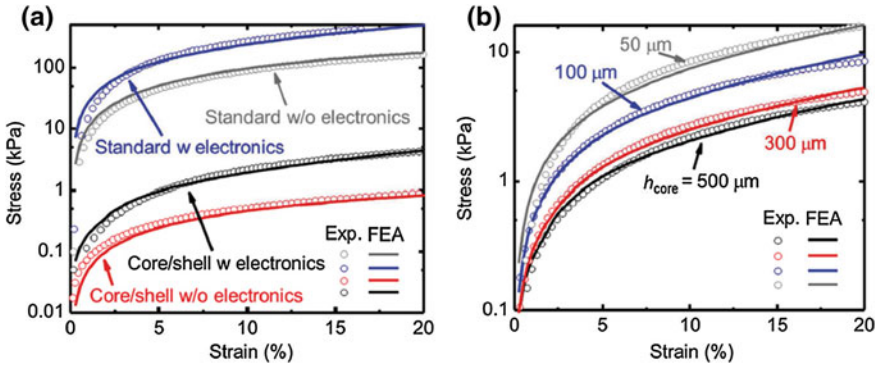 (a)
Stress (kPa)
100
10
1
0.1
0.01
0
5
10
15
20
Strain (%)
Standard w/o electronics
Standard w electronics
Core/shell w electronics
Core/shell w/o electronics
Exp. FEA
(b)
Stress (kPa)
10
1
0.1
0
5
10
15
20
Strain (%)
50 μm
100 μm
300 μm
hcore = 500 μm
Exp. FEA